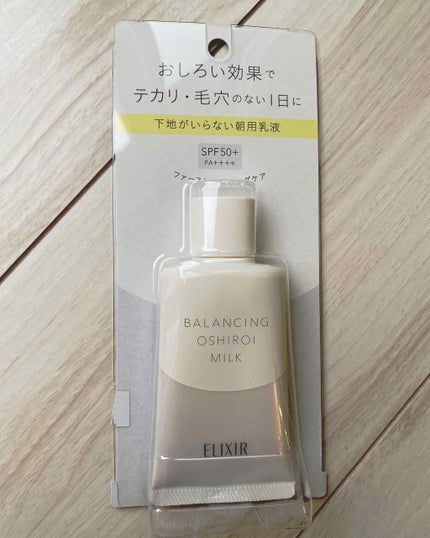 おしろい効果で
テカリ・毛穴のない1日に
下地がいらない朝用乳液
SPF50+
PA++++
BALANCING
OSHIROI
MILK
ELIXIR